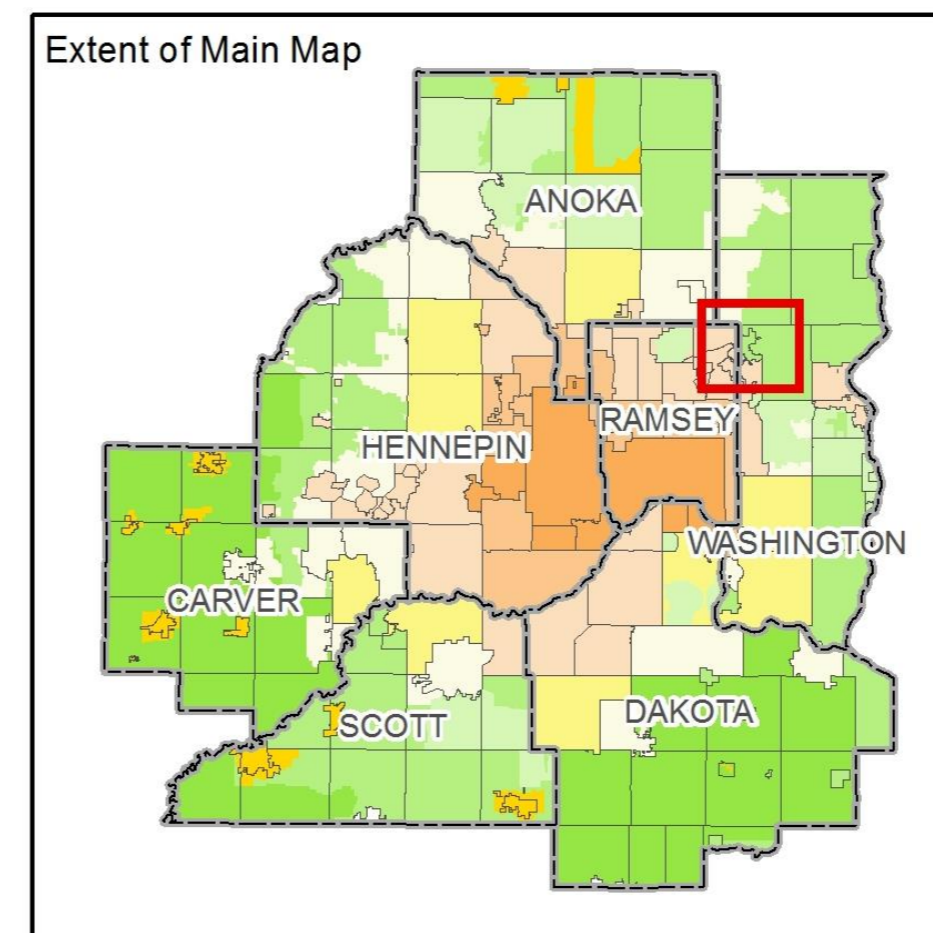 Extent of Main Map
ANOKA
RAMSEY
HENNEPIN
WASHINGTON
CARVER
SCOTT
DAKOTA